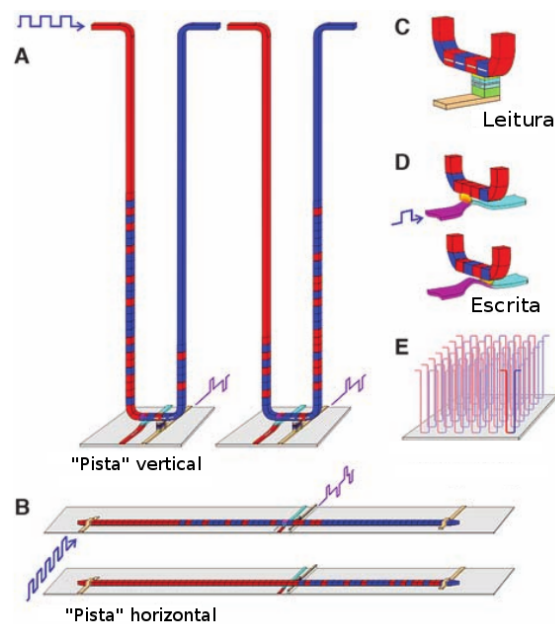 A
"Pista" vertical
C
Leitura
D
Escrita
E
B
"Pista" horizontal